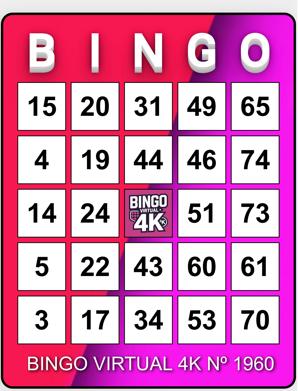 B I N G O
15 20 31 49 65
4 19 44 46 74
14 24 BINGO VIRTUAL 4K 51 73
5 22 43 60 61
3 17 34 53 70
BINGO VIRTUAL 4K Nº 1960